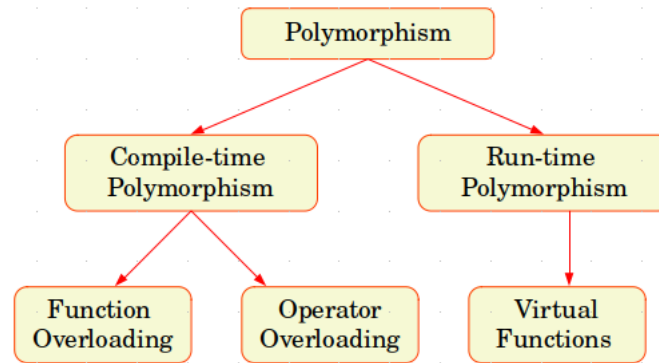 Polymorphism
Compile-time
Polymorphism
Run-time
Polymorphism
Function
Overloading
Operator
Overloading
Virtual
Functions